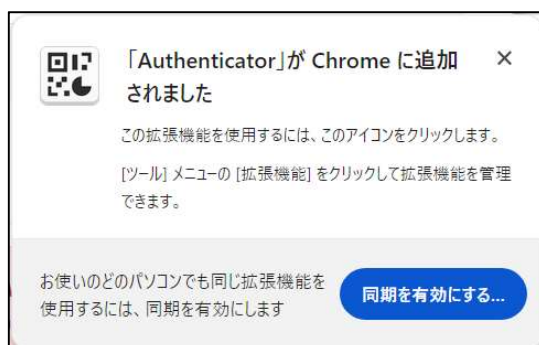 「Authenticator」が Chrome に追加
されました
この拡張機能を使用するには、このアイコンをクリックします。
[ツール] メニューの [拡張機能] をクリックして拡張機能を管理
できます。
お使いのどのパソコンでも同じ拡張機能を
使用するには、同期を有効にします
同期を有効にする...